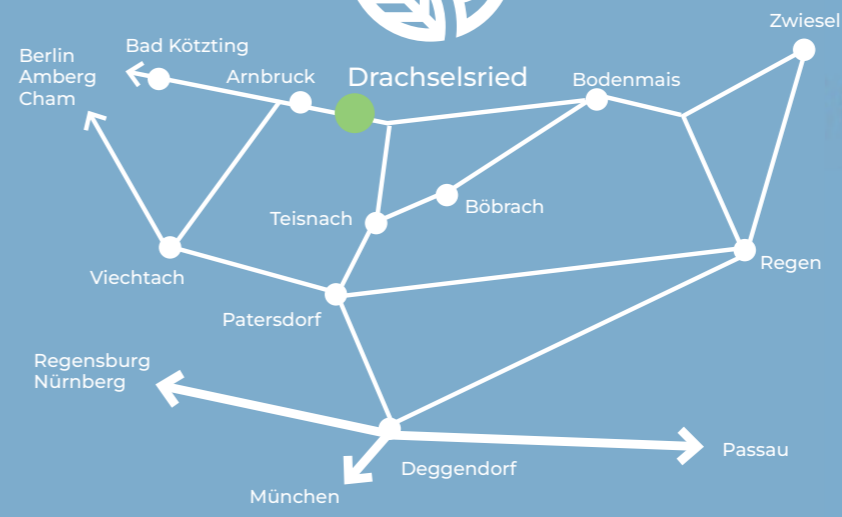 Zwiesel
Bad Kötzting
Berlin
Amberg
Cham
Arnbruck
Drachselsried
Bodenmais
Böbrach
Teisnach
Regen
Viechtach
Patersdorf
Regensburg
Nürnberg
Passau
Deggendorf
München